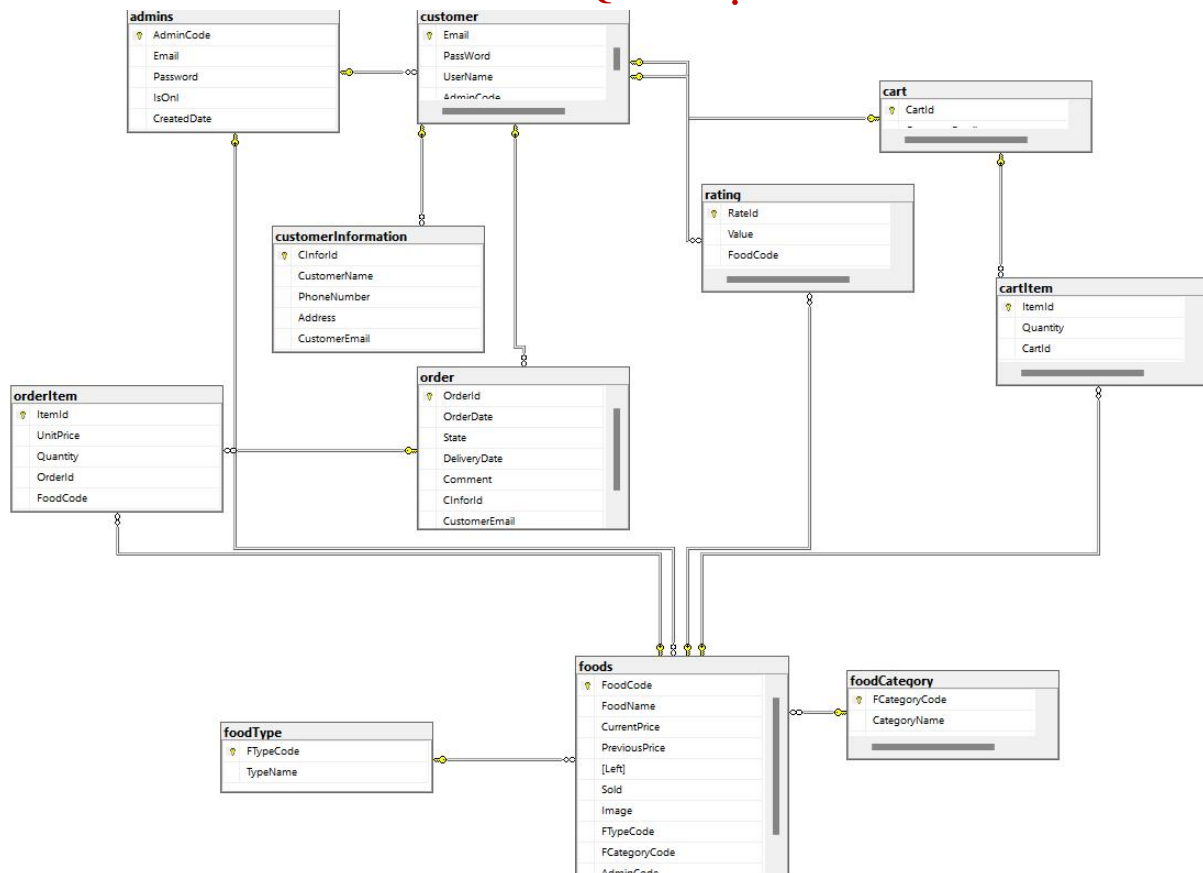 admins
AdminCode
Email
Password
IsOnl
CreatedDate
customer
Email
PassWord
UserName
AdminCode
cart
CartId
rating
RateId
Value
FoodCode
customerInformation
CInforId
CustomerName
PhoneNumber
Address
CustomerEmail
cartItem
ItemId
Quantity
CartId
order
OrderId
OrderDate
State
DeliveryDate
Comment
CInforId
CustomerEmail
orderItem
ItemId
UnitPrice
Quantity
OrderId
FoodCode
foods
FoodCode
FoodName
CurrentPrice
PreviousPrice
[Left]
Sold
Image
FTypeCode
FCategoryCode
AdminCode
foodCategory
FCategoryCode
CategoryName
foodType
FTypeCode
TypeName